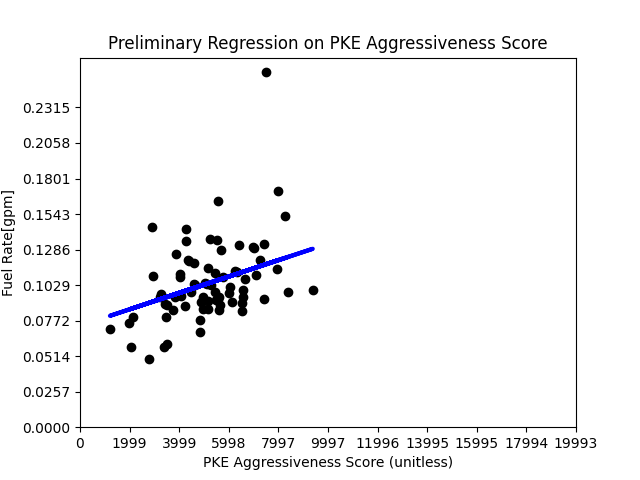 Preliminary Regression on PKE Aggressiveness Score
Fuel Rate[gpm]
0.2315
0.2058
0.1801
0.1543
0.1286
0.1029
0.0772
0.0514
0.0257
0.0000
0 1999 3999 5998 7997 9997 11996 13995 15995 17994 19993
PKE Aggressiveness Score (unitless)